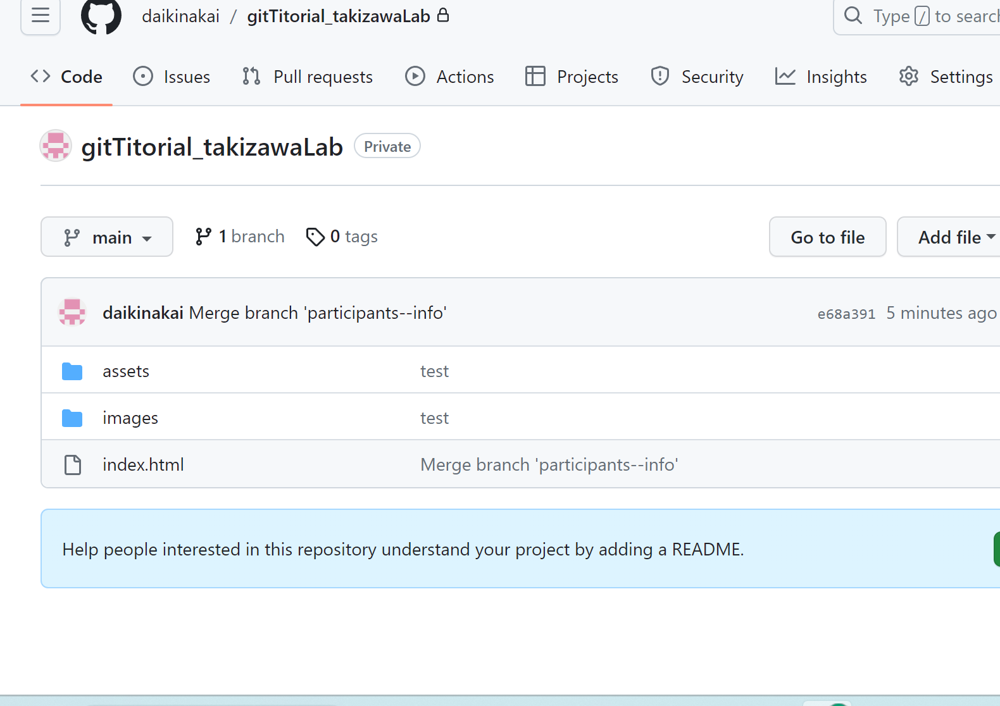 daikinakai / gitTitorial_takizawaLab
Type / to search
Code Issues Pull requests Actions Projects Security Insights Settings
gitTitorial_takizawaLab Private
main 1 branch 0 tags Go to file Add file
daikinakai Merge branch 'participants--info' e68a391 5 minutes ago
assets test
images test
index.html Merge branch 'participants--info'
Help people interested in this repository understand your project by adding a README.